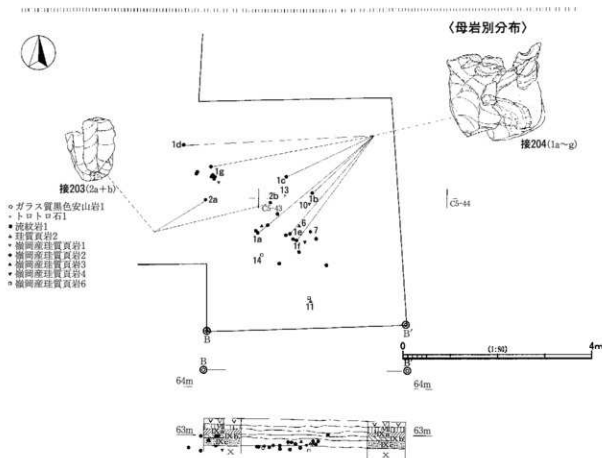 〈母岩別分布〉
接204(1a～g)
接203(2a+b)
1d
1g
1c
13
2a
2b
10
1b
C5-43
C5-44
1a
6
1e
7
1f
14
11
○ガラス質黒色安山岩1
トロトロ石1
■流紋岩1
▲珪質頁岩2
嶺岡産珪質頁岩1
●嶺岡産珪質頁岩2
▲嶺岡産珪質頁岩3
▼嶺岡産珪質頁岩4
嶺岡産珪質頁岩6
B
B'
0
(1:80)
4m
B
B'
64m
64m
63m
63m
X
X